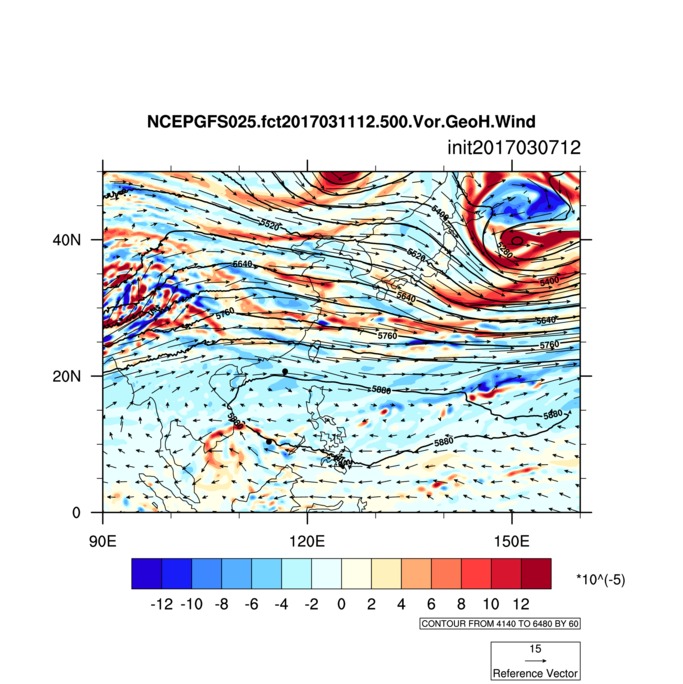 NCEPGFS025.fct2017031112.500.Vor.GeoH.Wind
init2017030712
40N
20N
0
90E 120E 150E
5520
5640
5760
5400
5520
5640
5760
5280
5400
5640
5760
5880
5880
5880
5880
-12 -10 -8 -6 -4 -2 0 2 4 6 8 10 12
*10^(-5)
CONTOUR FROM 4140 TO 6480 BY 60
15
Reference Vector